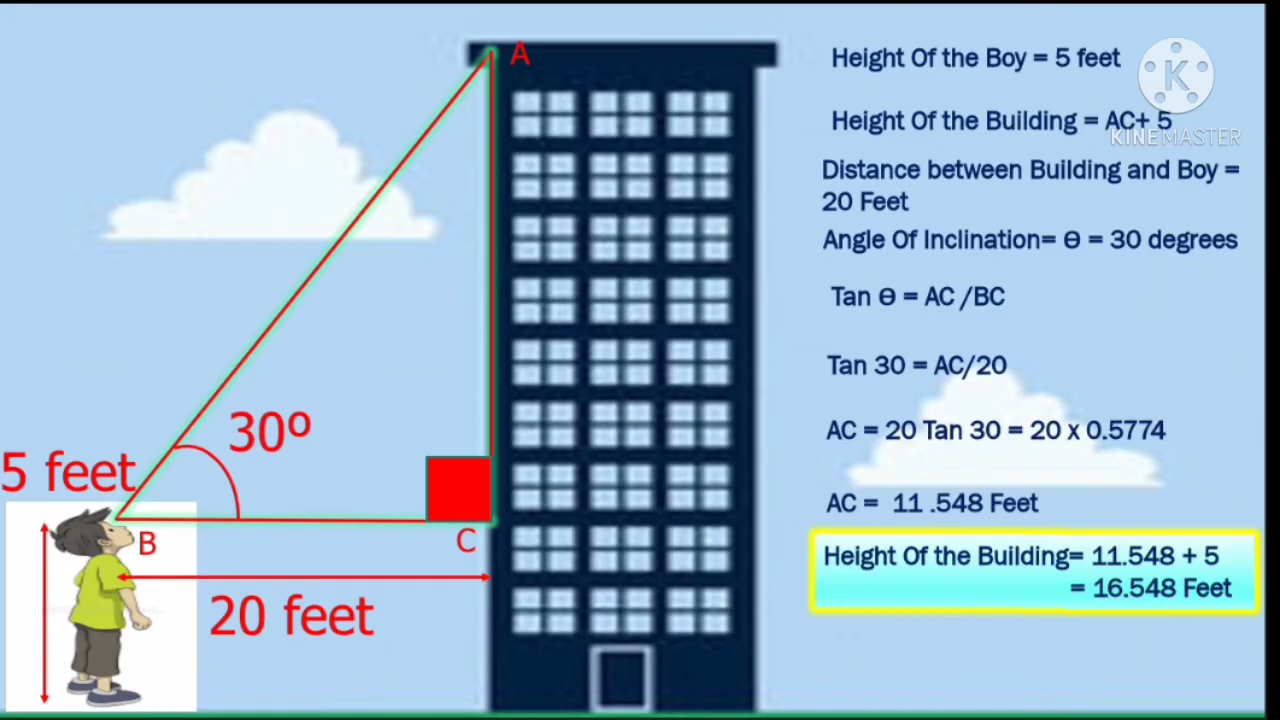 A
Height Of the Boy = 5 feet
K
Height Of the Building = AC+ 5
KINEMASTER
Distance between Building and Boy =
20 Feet
Angle Of Inclination= Ɵ = 30 degrees
Tan Ɵ = AC /BC
Tan 30 = AC/20
30º
AC = 20 Tan 30 = 20 x 0.5774
5 feet
AC = 11 .548 Feet
B
C
Height Of the Building= 11.548 + 5
= 16.548 Feet
20 feet